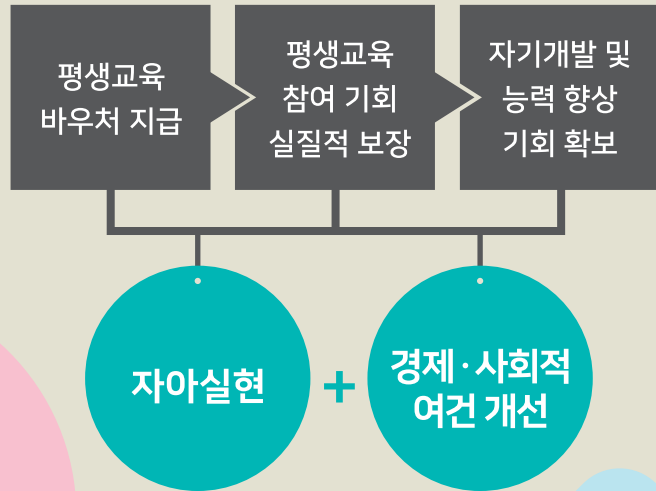 평생교육
바우처 지급
평생교육
참여 기회
실질적 보장
자기개발 및
능력 향상
기회 확보
자아실현
+
경제·사회적
여건 개선